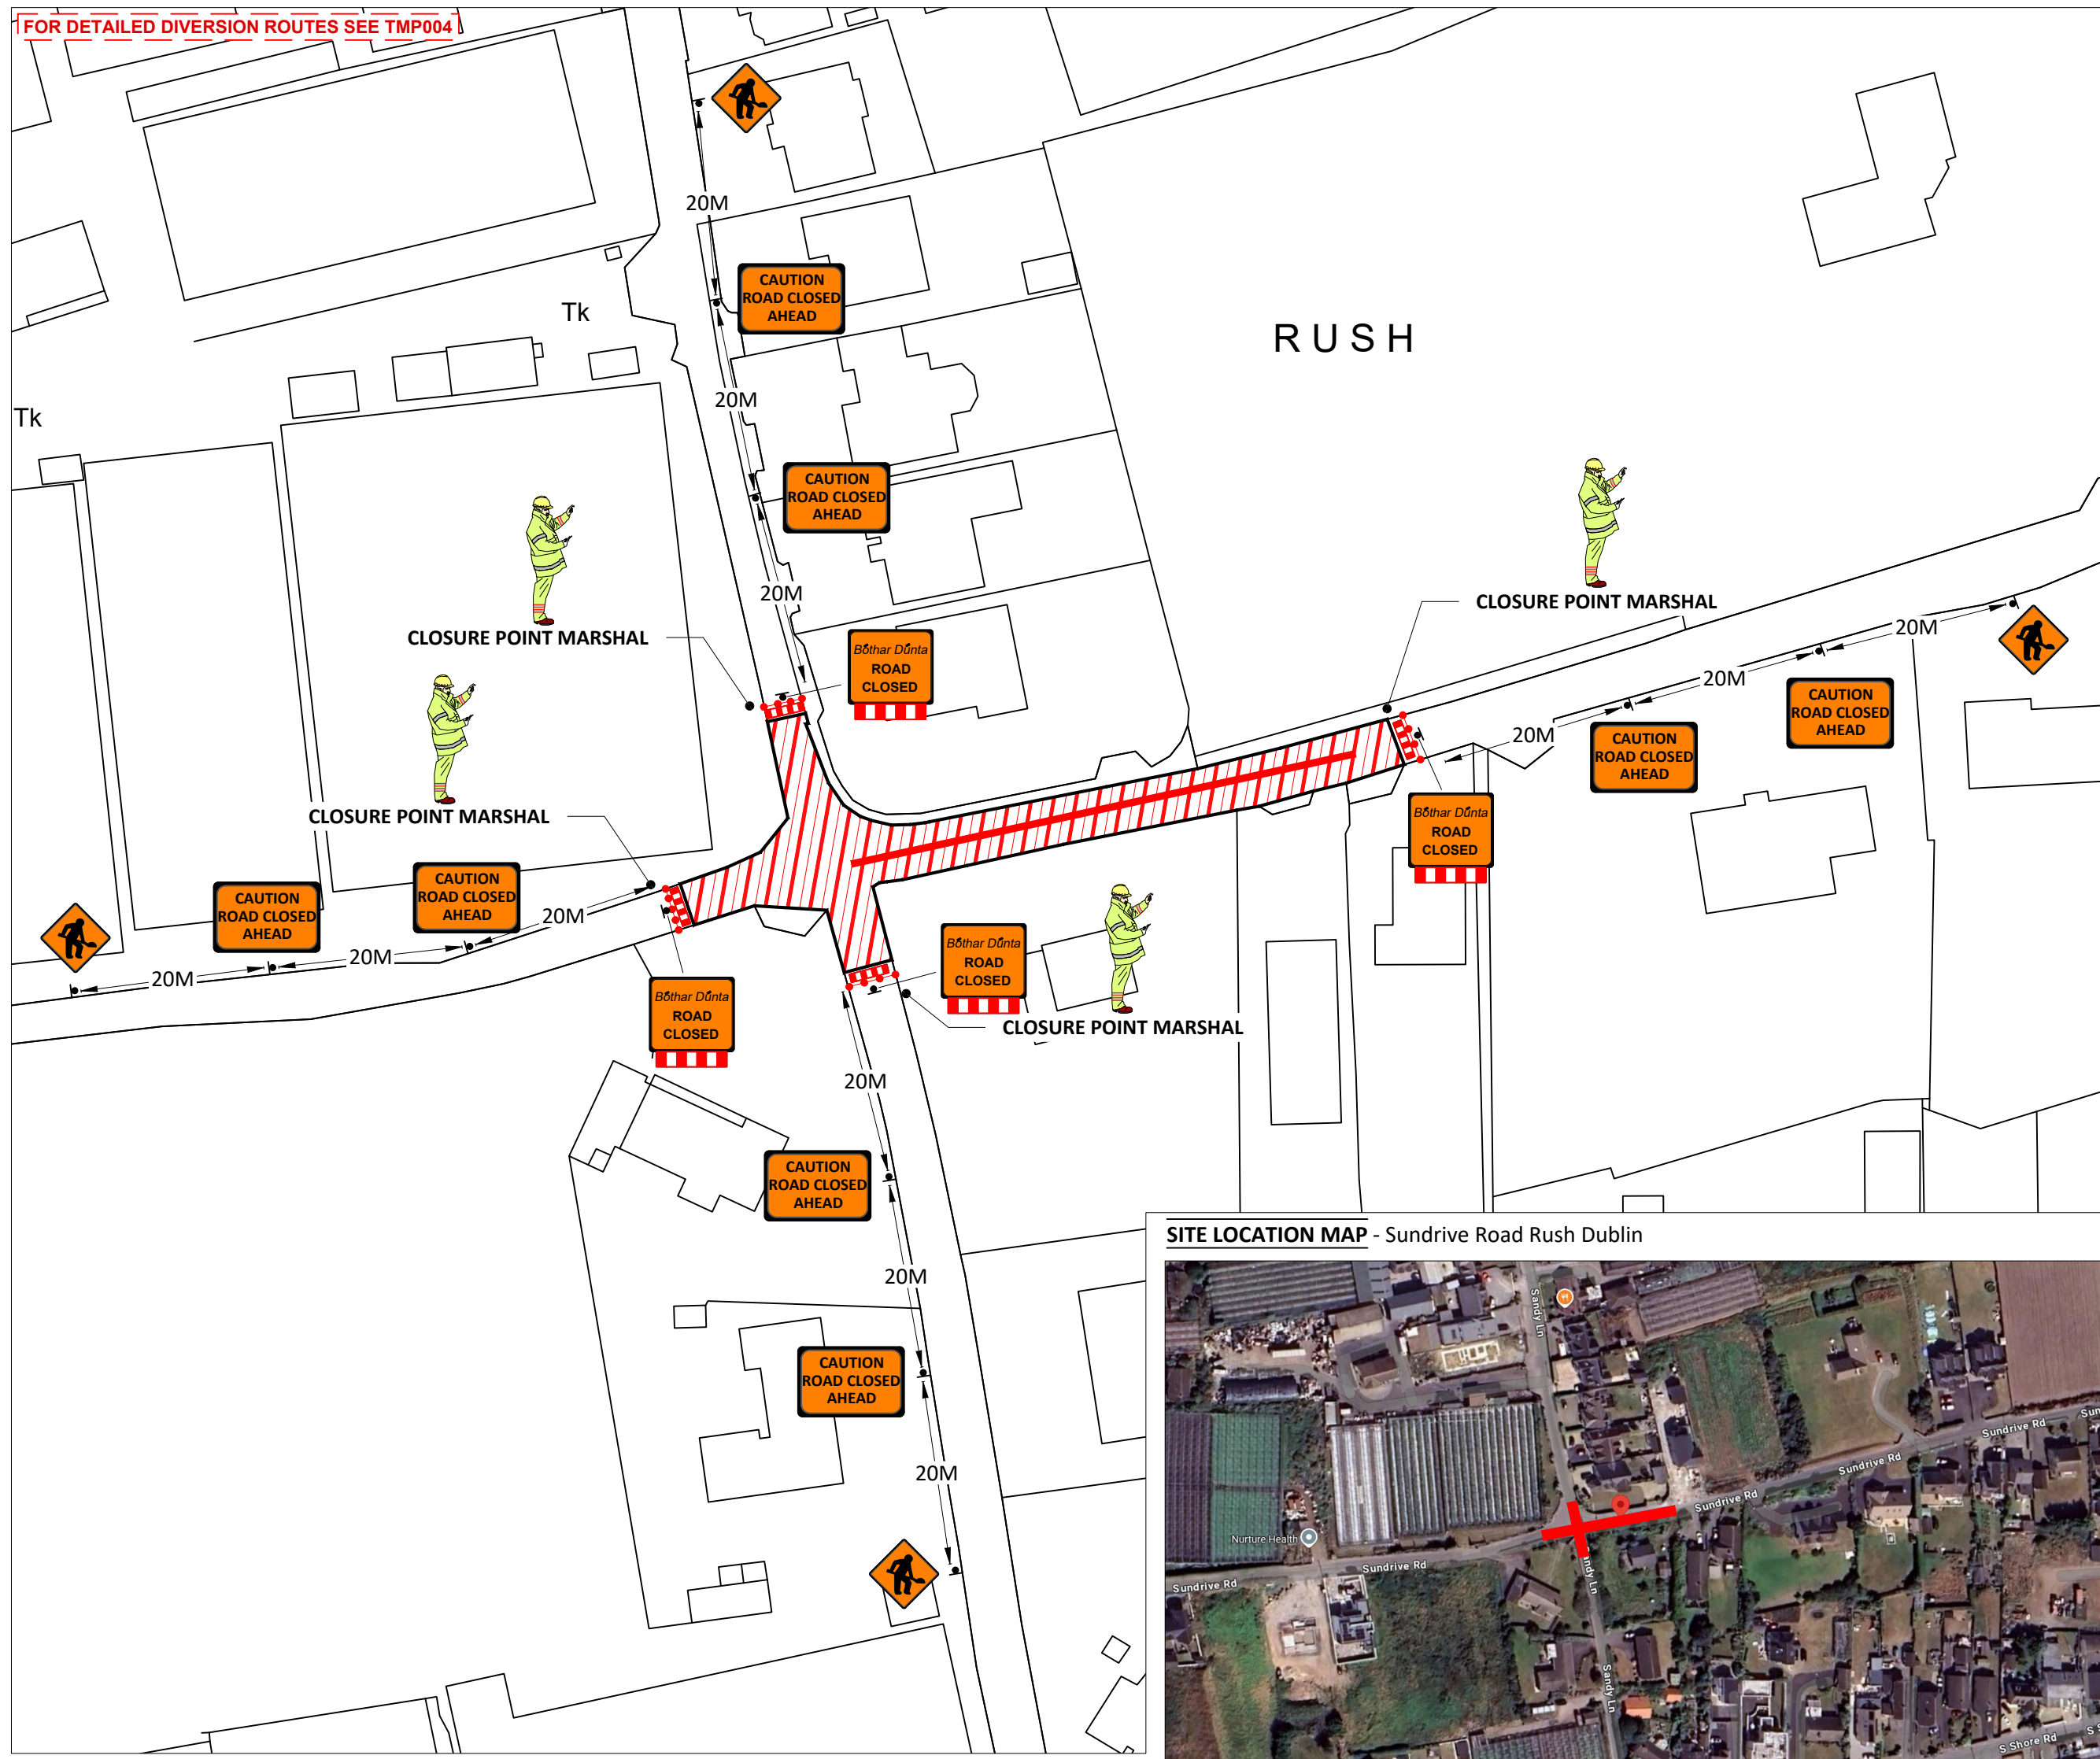 FOR DETAILED DIVERSION ROUTES SEE TMP004
20M
CAUTION
ROAD CLOSED
AHEAD
Tk
RUSH
20M
Tk
CAUTION
ROAD CLOSED
AHEAD
20M
CLOSURE POINT MARSHAL
CLOSURE POINT MARSHAL
20M
Bóthar Dúnta
ROAD
CLOSED
20M
CAUTION
ROAD CLOSED
AHEAD
20M
CAUTION
ROAD CLOSED
AHEAD
CLOSURE POINT MARSHAL
Bóthar Dúnta
ROAD
CLOSED
CAUTION
ROAD CLOSED
AHEAD
CAUTION
ROAD CLOSED
AHEAD
20M
20M
20M
Bóthar Dúnta
ROAD
CLOSED
Bóthar Dúnta
ROAD
CLOSED
CLOSURE POINT MARSHAL
20M
CAUTION
ROAD CLOSED
AHEAD
20M
CAUTION
ROAD CLOSED
AHEAD
20M
SITE LOCATION MAP - Sundrive Road Rush Dublin
Sandy Ln
Sun
Sundrive Rd
Sundrive Rd
Sundrive Rd
Nurture Health
Sundrive Rd
Sundrive Rd
andy Ln
Sandy Ln
S Shore Rd
S S